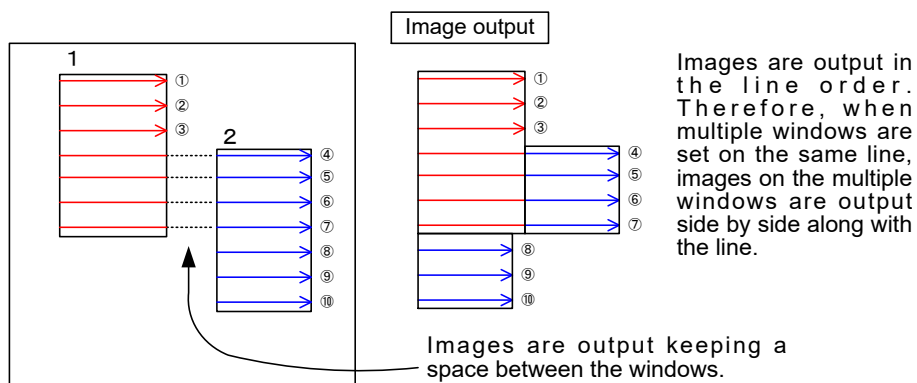 Image output
1
①
②
③
2
④
⑤
⑥
⑦
⑧
⑨
⑩
①
②
③
④
⑤
⑥
⑦
⑧
⑨
⑩
Images are output in
the line order.
Therefore, when
multiple windows are
set on the same line,
images on the multiple
windows are output
side by side along with
the line.
Images are output keeping a
space between the windows.